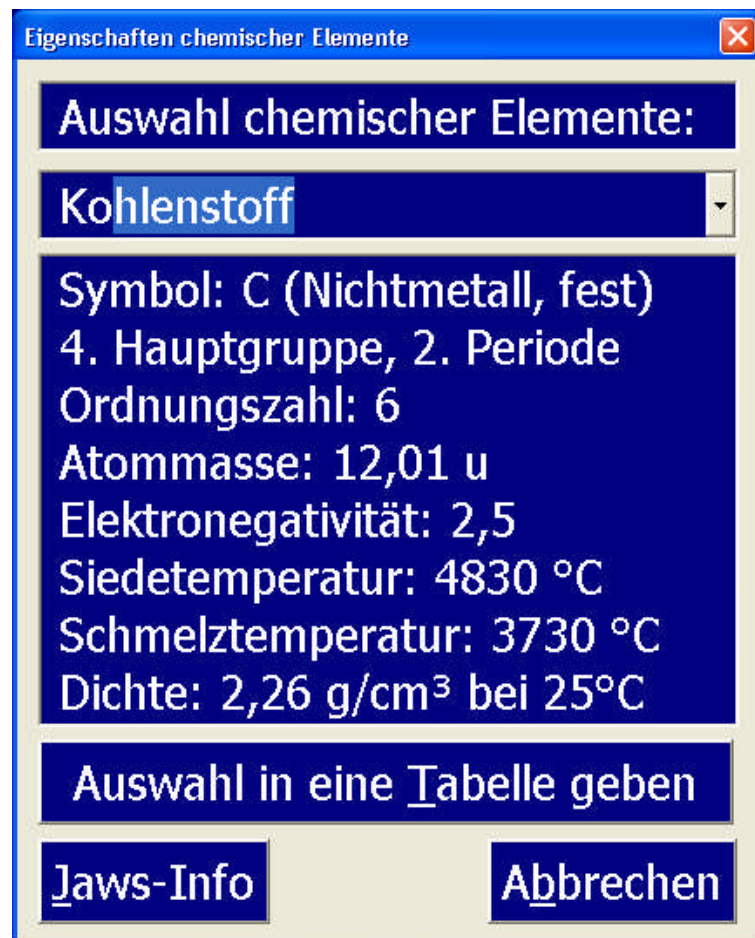 Eigenschaften chemischer Elemente
Auswahl chemischer Elemente:
Kohlenstoff
Symbol: C (Nichtmetall, fest)
4. Hauptgruppe, 2. Periode
Ordnungszahl: 6
Atommasse: 12,01 u
Elektronegativität: 2,5
Siedetemperatur: 4830 °C
Schmelztemperatur: 3730 °C
Dichte: 2,26 g/cm³ bei 25°C
Auswahl in eine Tabelle geben
Jaws-Info
Abbrechen